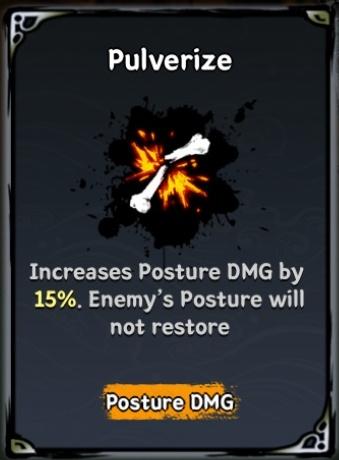 Pulverize
Increases Posture DMG by
15%. Enemy's Posture will
not restore
Posture DMG